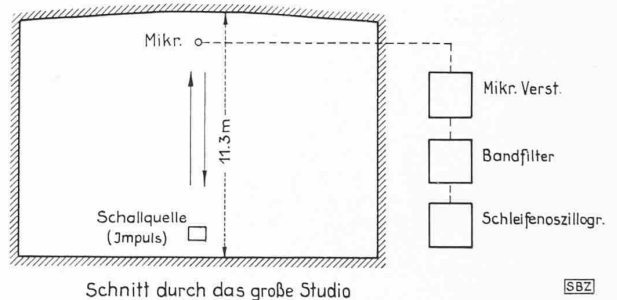 Mikr.
11.3m
Schallquelle
(Jmpuls)
Mikr. Verst.
Bandfilter
Schleifenoszillogr.
Schnitt durch das große Studio
SBZ